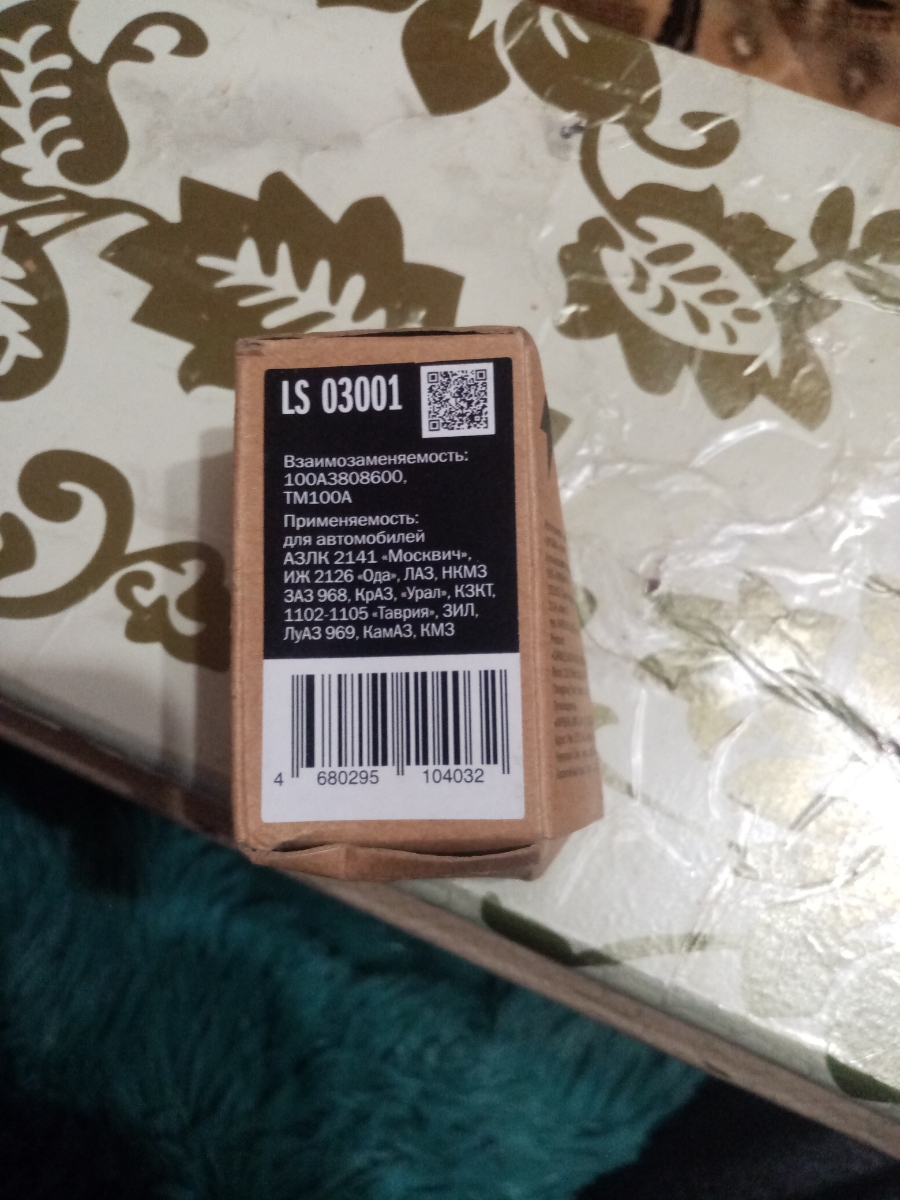 LS 03001
Взаимозаменяемость:
100А3808600,
ТМ100А
Применяемость:
для автомобилей
АЗЛК 2141 «Москвич»,
ИЖ 2126 «Ода», ЛАЗ, НКМЗ
ЗАЗ 968, КрАЗ, «Урал», КЗКТ,
1102-1105 «Таврия», ЗИЛ,
ЛуАЗ 969, КамАЗ, КМЗ
4 680295 104032